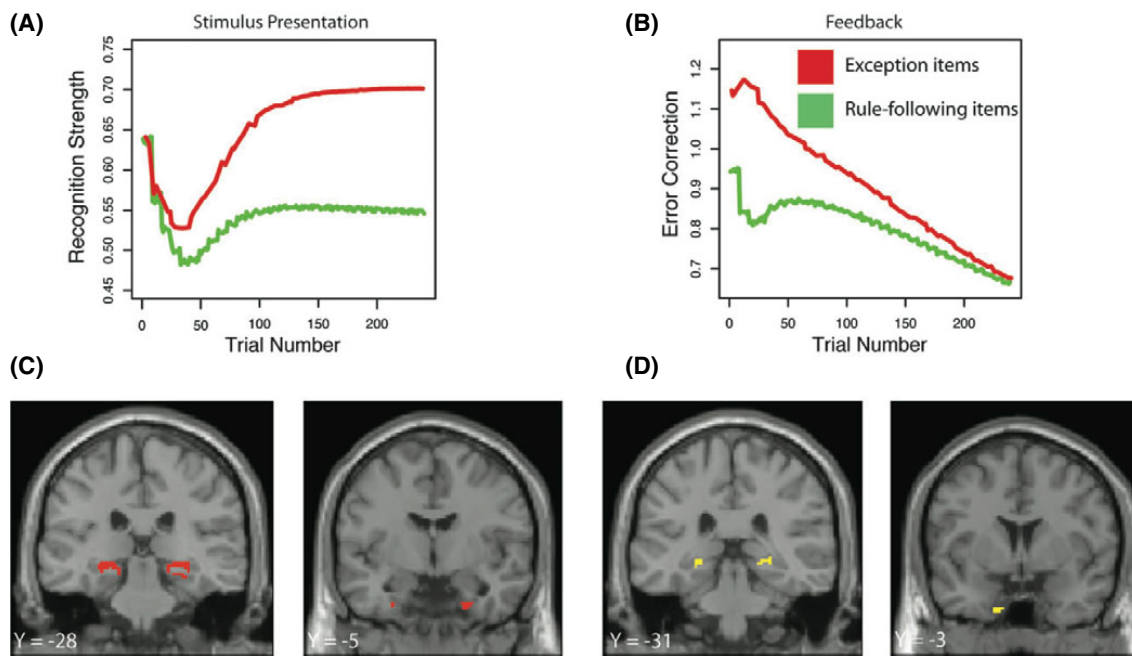 (A)
Stimulus Presentation
Recognition Strength
0.75
0.70
0.65
0.60
0.55
0.50
0.45
0 50 100 150 200
Trial Number
(B)
Feedback
Exception items
Rule-following items
Error Correction
1.2
1.1
1.0
0.9
0.8
0.7
0 50 100 150 200
Trial Number
(C)
Y = -28
Y = -5
(D)
Y = -31
Y = -3